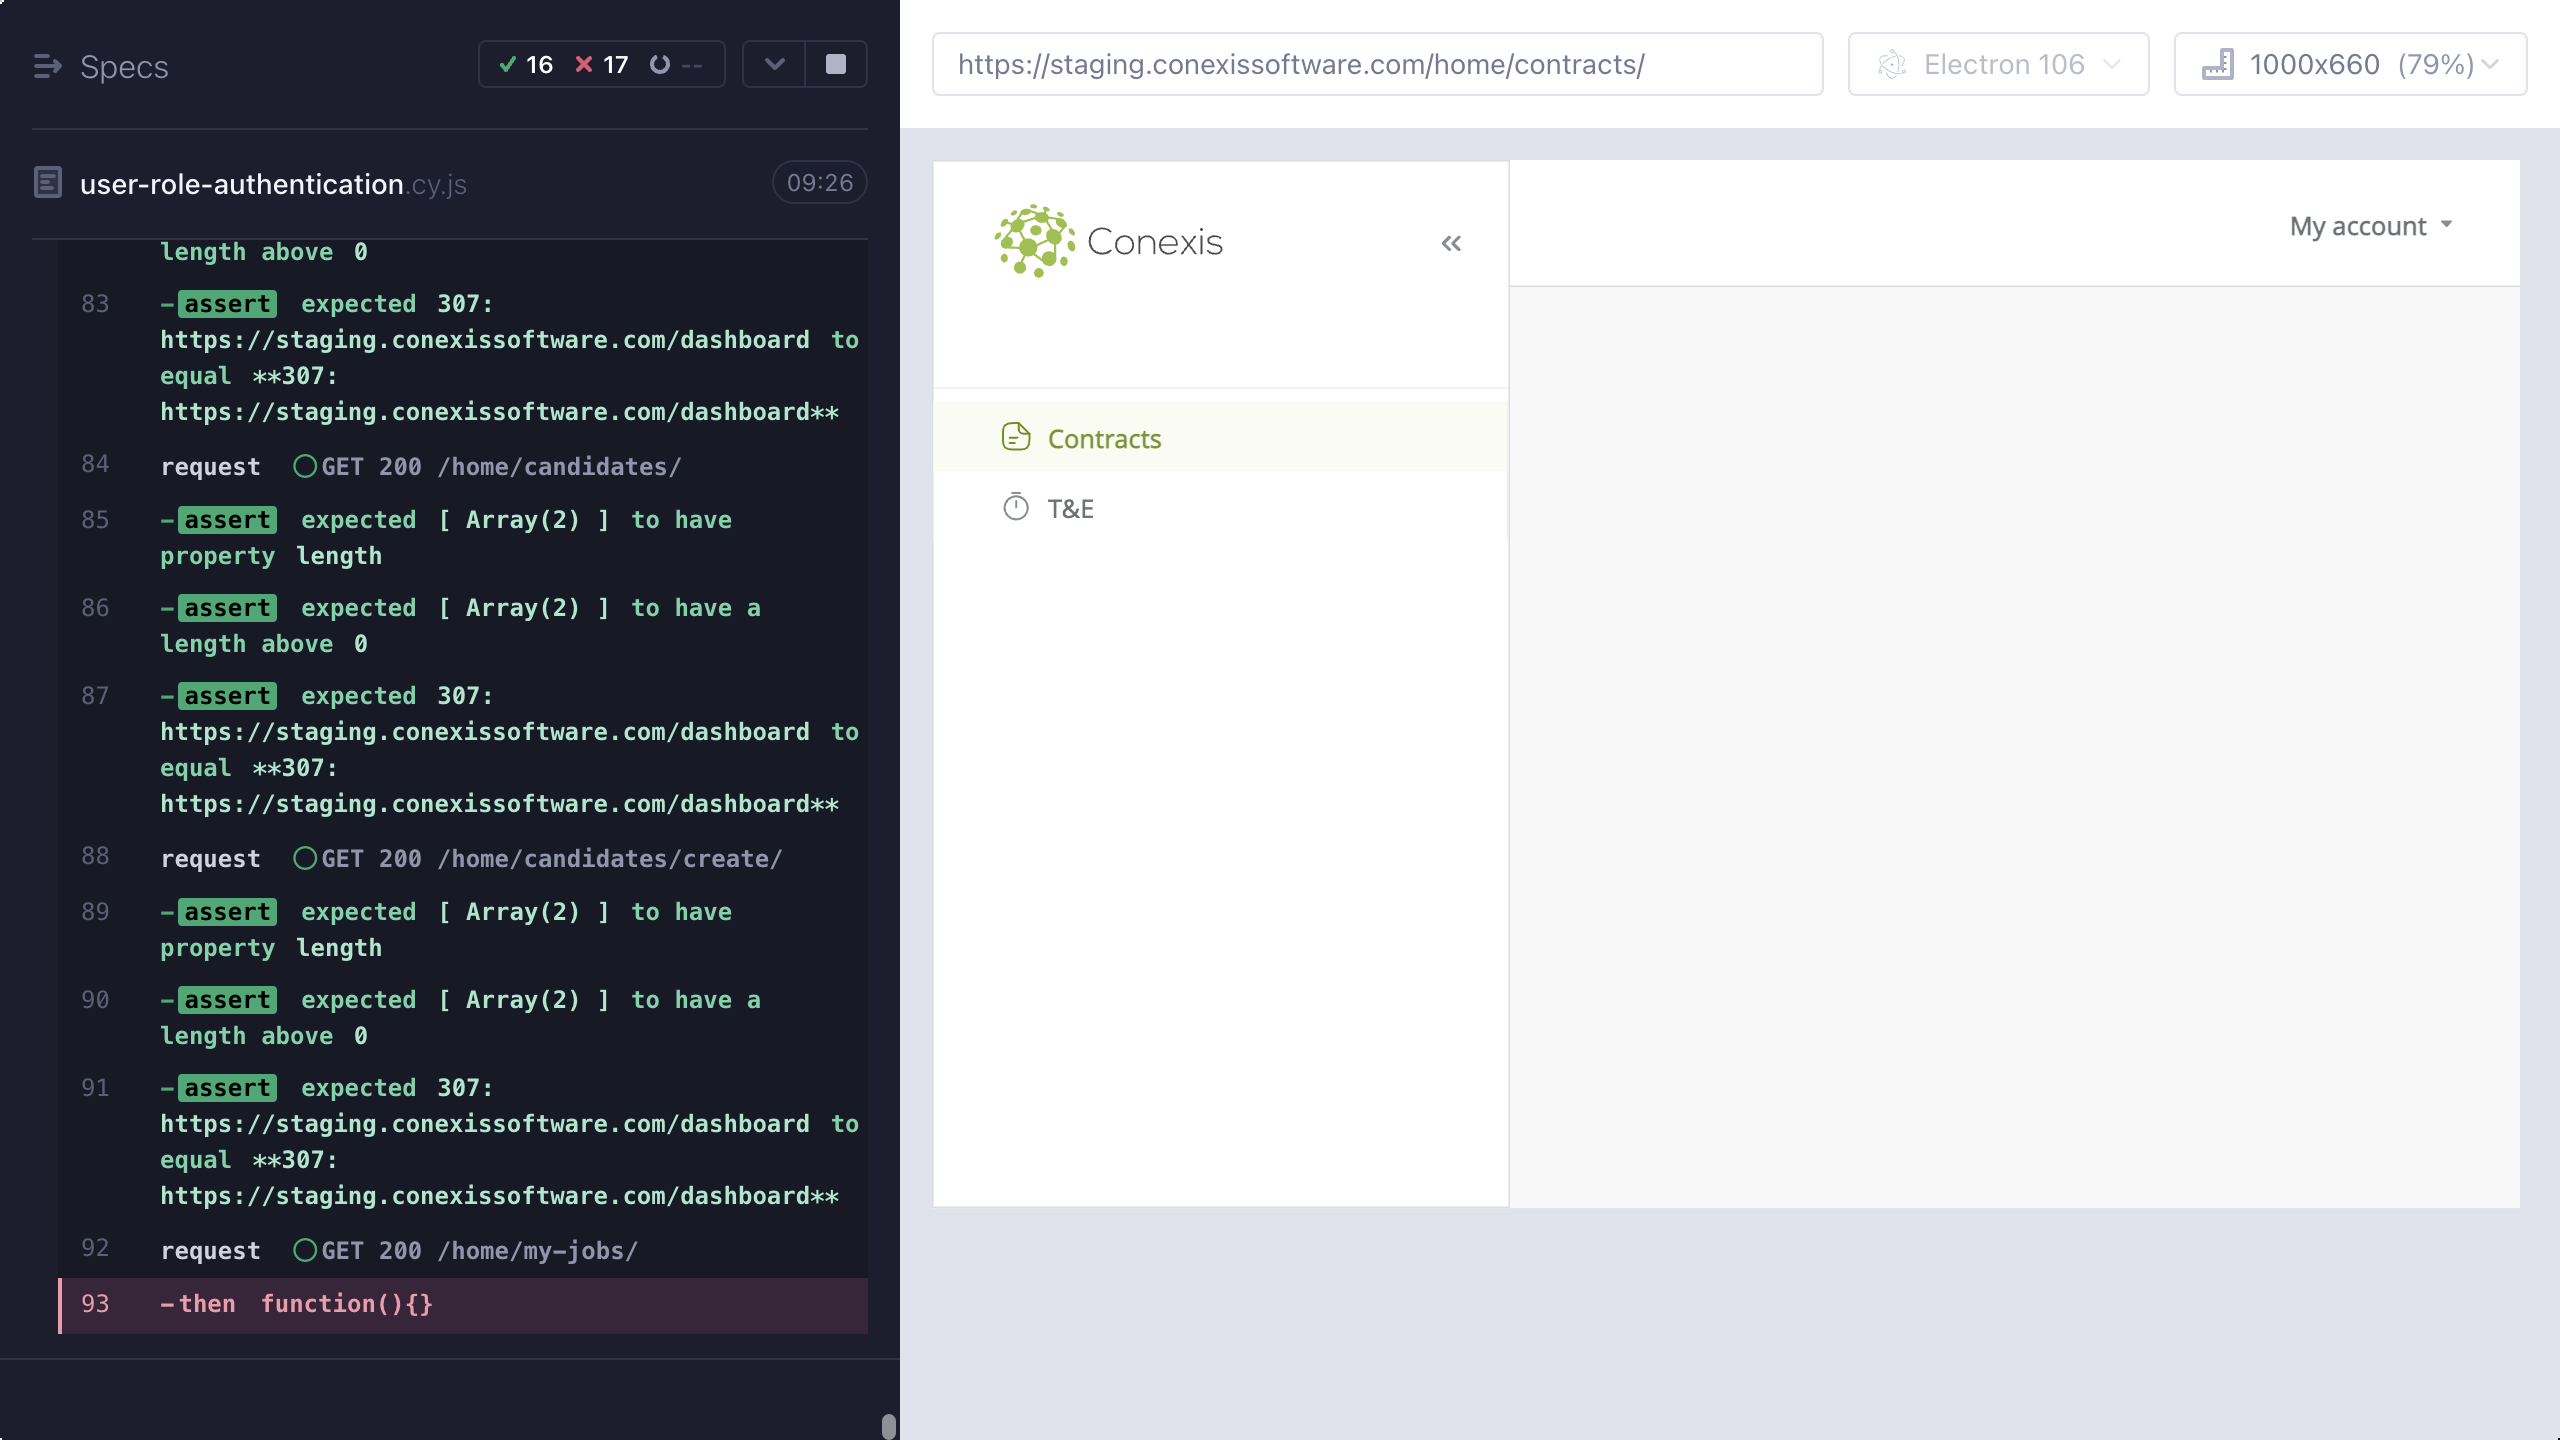 Specs
16 17 --
user-role-authentication.cy.js 09:26
length above 0
83 -assert expected 307:
https://staging.conexissoftware.com/dashboard to
equal **307:
https://staging.conexissoftware.com/dashboard**
84 request GET 200 /home/candidates/
85 -assert expected [ Array(2) ] to have
property length
86 -assert expected [ Array(2) ] to have a
length above 0
87 -assert expected 307:
https://staging.conexissoftware.com/dashboard to
equal **307:
https://staging.conexissoftware.com/dashboard**
88 request GET 200 /home/candidates/create/
89 -assert expected [ Array(2) ] to have
property length
90 -assert expected [ Array(2) ] to have a
length above 0
91 -assert expected 307:
https://staging.conexissoftware.com/dashboard to
equal **307:
https://staging.conexissoftware.com/dashboard**
92 request GET 200 /home/my-jobs/
93 -then function(){}
https://staging.conexissoftware.com/home/contracts/
Electron 106
1000x660 (79%)
Conexis
«
My account
Contracts
T&E